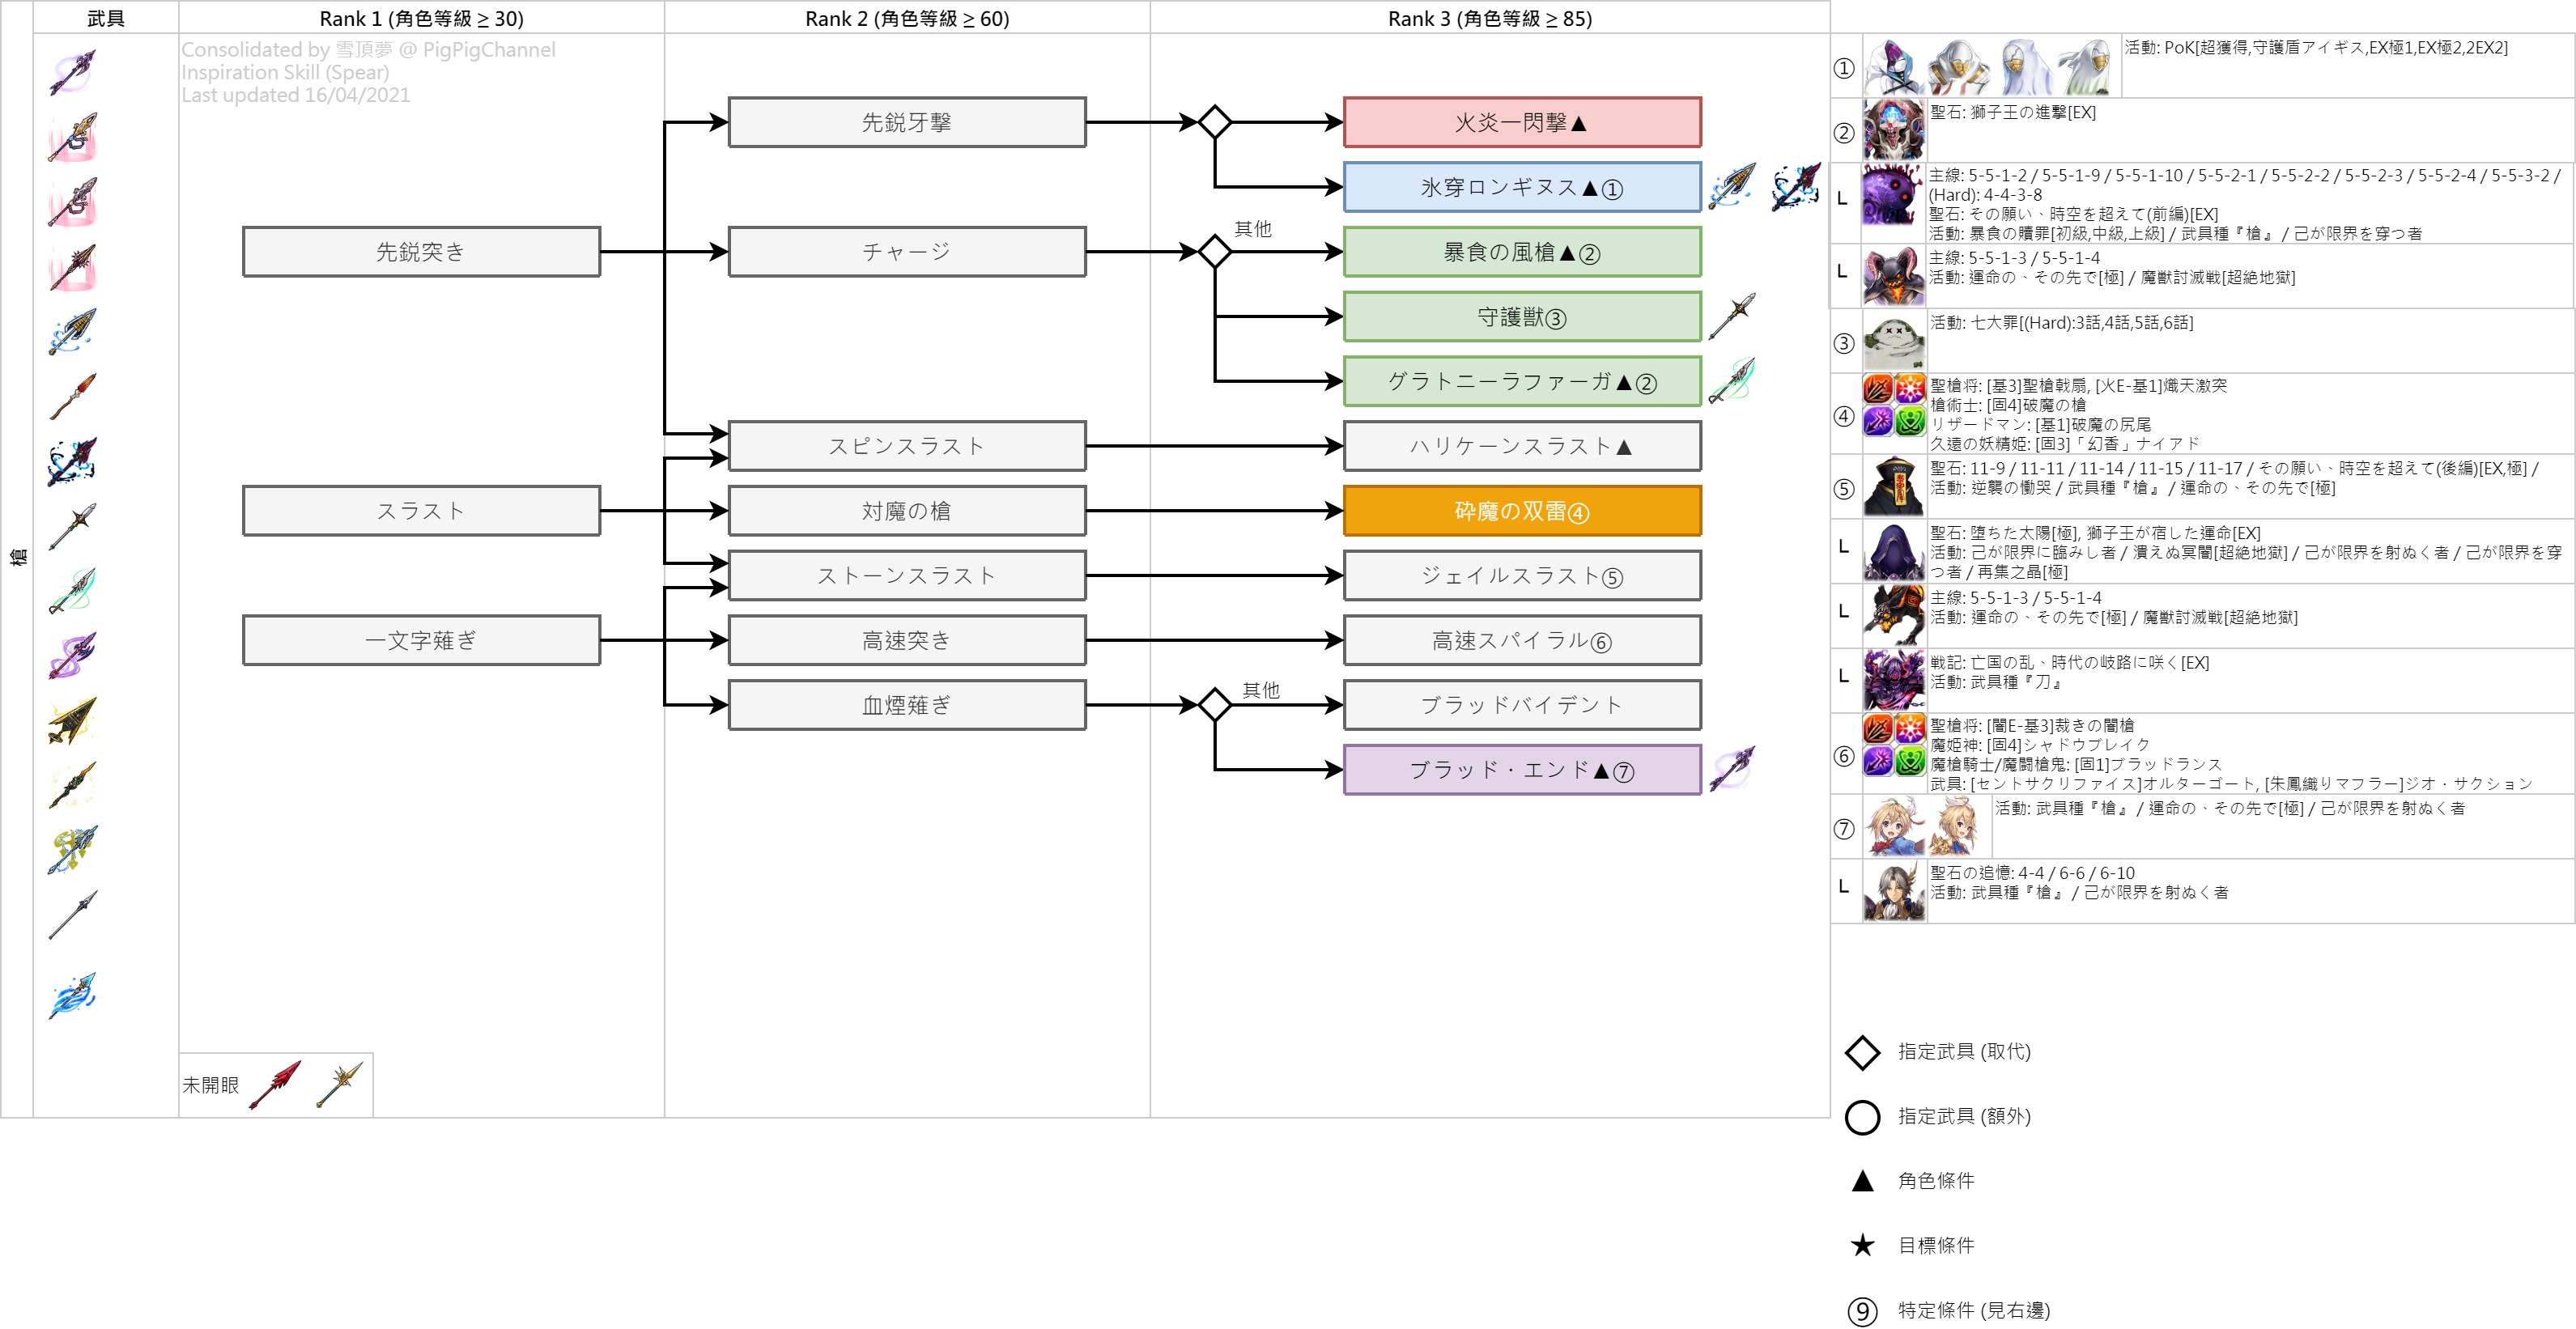 武具
Rank 1 (角色等級 ≥ 30)
Rank 2 (角色等級 ≥ 60)
Rank 3 (角色等級 ≥ 85)
槍
Consolidated by 雪頂夢 @ PigPigChannel
Inspiration Skill (Spear)
Last updated 16/04/2021
先鋭突き
スラスト
一文字薙ぎ
先鋭牙撃
チャージ
スピンスラスト
対魔の槍
ストーンスラスト
高速突き
血煙薙ぎ
火炎一閃撃▲
氷穿ロンギヌス▲①
其他
暴食の風槍▲②
守護獣③
グラトニーラファーガ▲②
ハリケーンスラスト▲
砕魔の双雷④
ジェイルスラスト⑤
高速スパイラル⑥
其他
ブラッドバイデント
ブラッド・エンド▲⑦
未開眼
①
活動: PoK[超獲得,守護盾アイギス,EX極1,EX極2,2EX2]
②
聖石: 獅子王の進撃[EX]
L
主線: 5-5-1-2 / 5-5-1-9 / 5-5-1-10 / 5-5-2-1 / 5-5-2-2 / 5-5-2-3 / 5-5-2-4 / 5-5-3-2 /
(Hard): 4-4-3-8
聖石: その願い、時空を超えて(前編)[EX]
活動: 暴食の贖罪[初級,中級,上級] / 武具種『槍』 / 己が限界を穿つ者
L
主線: 5-5-1-3 / 5-5-1-4
活動: 運命の、その先で[極] / 魔獣討滅戦[超絶地獄]
③
活動: 七大罪[(Hard):3話,4話,5話,6話]
④
聖槍将: [基3]聖槍戟扇, [火E-基1]熾天激突
槍術士: [固4]破魔の槍
リザードマン: [基1]破魔の尻尾
久遠の妖精姫: [固3]「幻香」ナイアド
⑤
聖石: 11-9 / 11-11 / 11-14 / 11-15 / 11-17 / その願い、時空を超えて(後編)[EX,極] /
活動: 逆襲の慟哭 / 武具種『槍』 / 運命の、その先で[極]
L
聖石: 堕ちた太陽[極], 獅子王が宿した運命[EX]
活動: 己が限界に臨みし者 / 潰えぬ冥闇[超絶地獄] / 己が限界を射ぬく者 / 己が限界を穿
つ者 / 再集之晶[極]
L
主線: 5-5-1-3 / 5-5-1-4
活動: 運命の、その先で[極] / 魔獣討滅戦[超絶地獄]
L
戦記: 亡国の乱、時代の岐路に咲く[EX]
活動: 武具種『刀』
⑥
聖槍将: [闇E-基3]裁きの闇槍
魔姫神: [固4]シャドウブレイク
魔槍騎士/魔闘槍鬼: [固1]ブラッドランス
武具: [セントサクリファイス]オルターゴート, [朱鳳織りマフラー]ジオ・サクション
⑦
活動: 武具種『槍』 / 運命の、その先で[極] / 己が限界を射ぬく者
L
聖石の追憶: 4-4 / 6-6 / 6-10
活動: 武具種『槍』 / 己が限界を射ぬく者
指定武具 (取代)
指定武具 (額外)
▲ 角色條件
★ 目標條件
⑨ 特定條件 (見右邊)